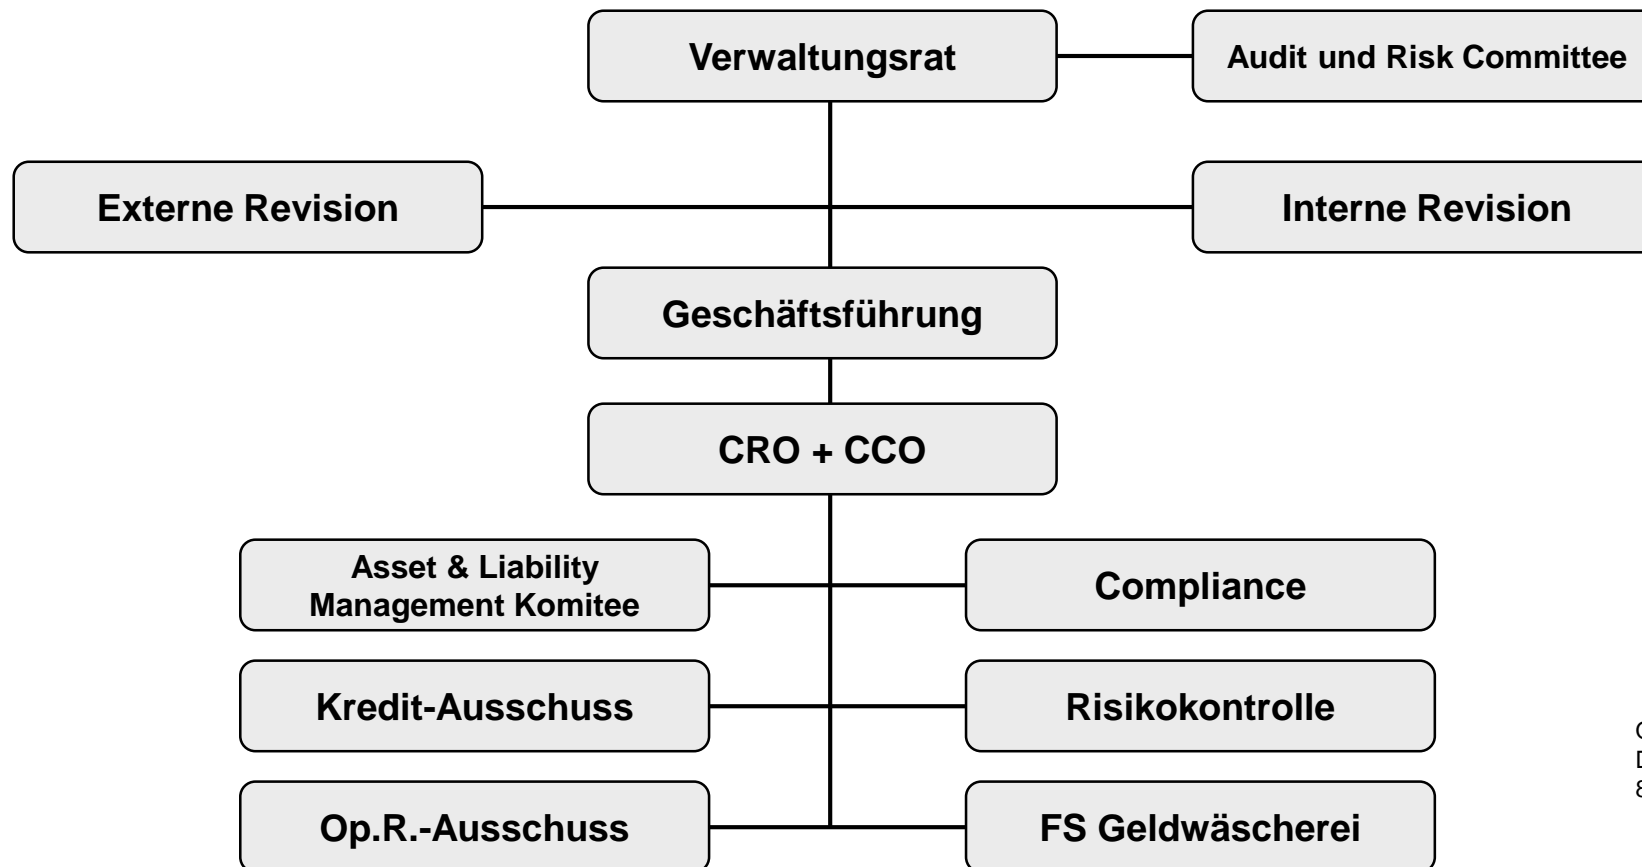 Verwaltungsrat
Audit und Risk Committee
Externe Revision
Interne Revision
Geschäftsführung
CRO + CCO
Asset & Liability
Management Komitee
Compliance
Kredit-Ausschuss
Risikokontrolle
Op.R.-Ausschuss
FS Geldwäscherei